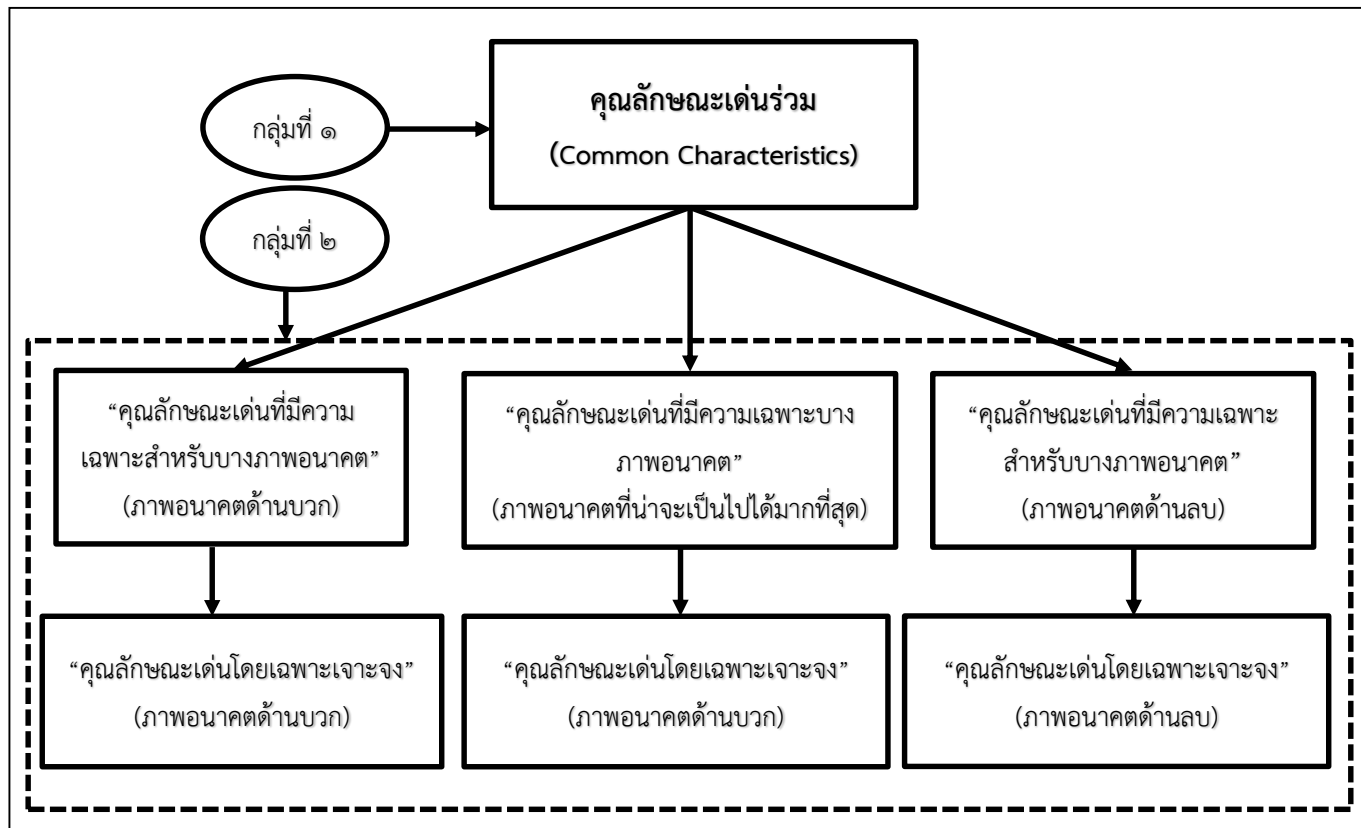 กลุ่มที่ ๑
คุณลักษณะเด่นร่วม
(Common Characteristics)
กลุ่มที่ ๒
“คุณลักษณะเด่นที่มีความ
เฉพาะสำหรับบางภาพอนาคต”
(ภาพอนาคตด้านบวก)
“คุณลักษณะเด่นที่มีความเฉพาะบาง
ภาพอนาคต”
(ภาพอนาคตที่น่าจะเป็นไปได้มากที่สุด)
“คุณลักษณะเด่นที่มีความเฉพาะ
สำหรับบางภาพอนาคต”
(ภาพอนาคตด้านลบ)
“คุณลักษณะเด่นโดยเฉพาะเจาะจง”
(ภาพอนาคตด้านบวก)
“คุณลักษณะเด่นโดยเฉพาะเจาะจง”
(ภาพอนาคตด้านบวก)
“คุณลักษณะเด่นโดยเฉพาะเจาะจง”
(ภาพอนาคตด้านลบ)